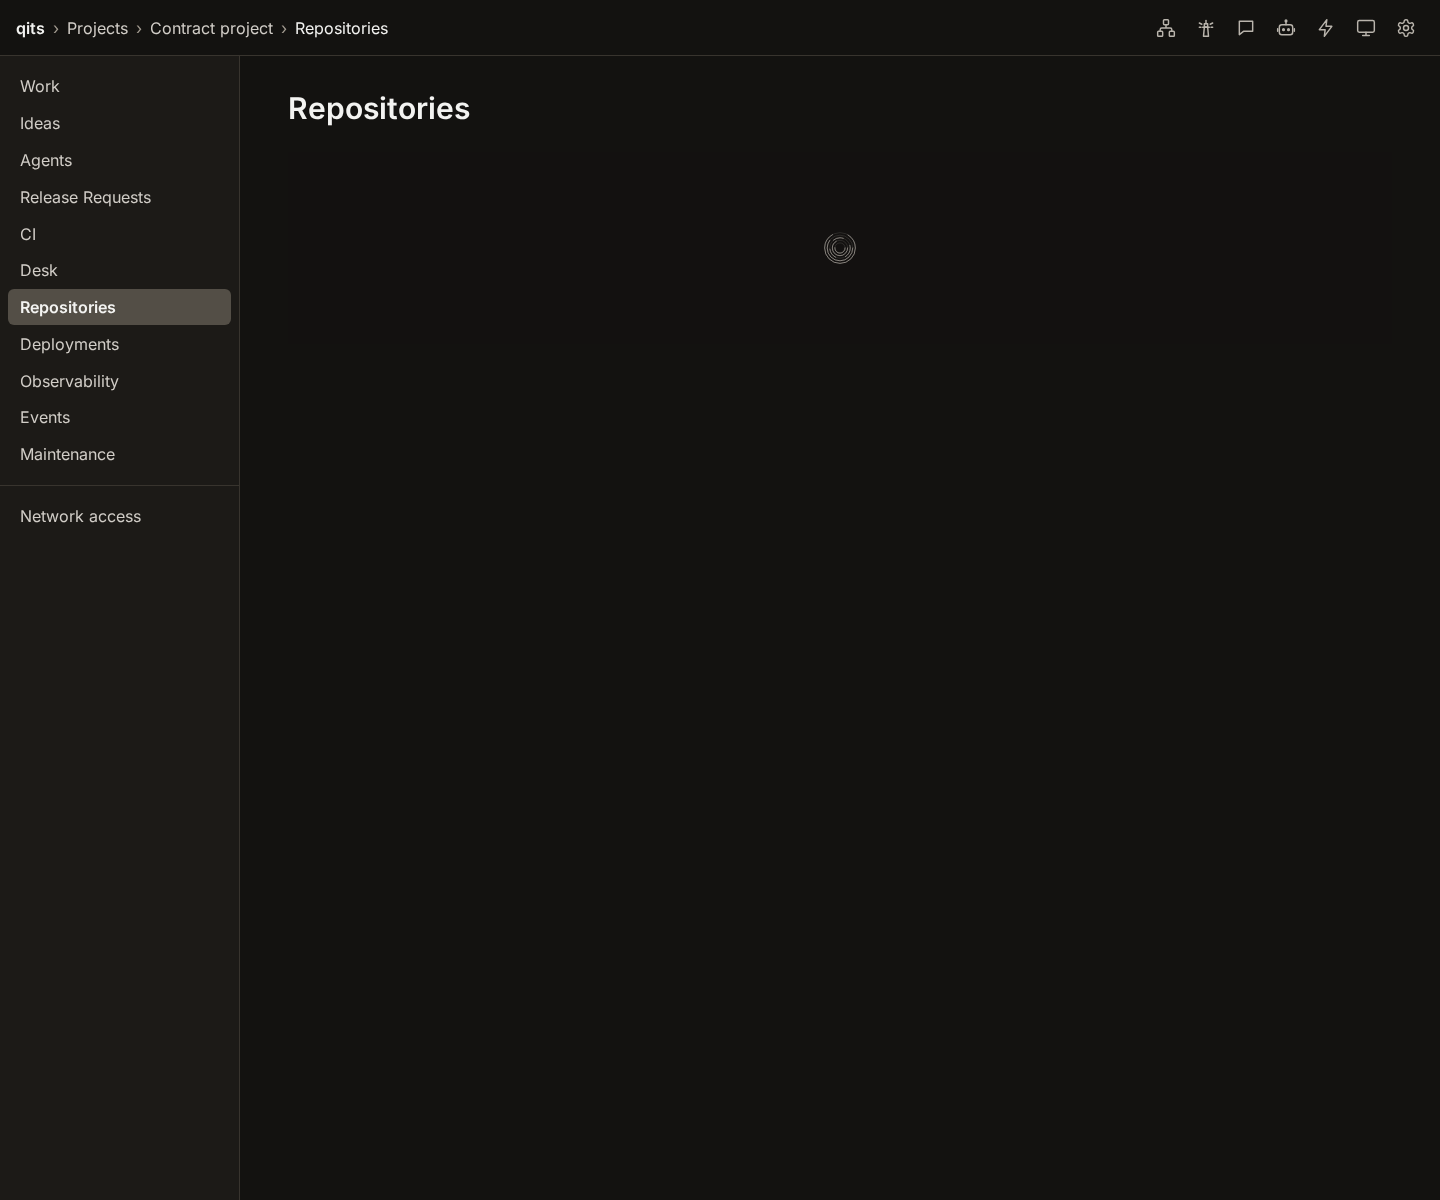 qits › Projects › Contract project › Repositories
Work
Ideas
Agents
Release Requests
CI
Desk
Repositories
Deployments
Observability
Events
Maintenance
Network access
Repositories